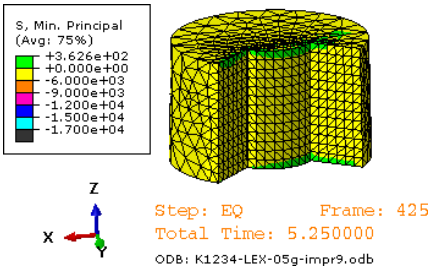 S, Min. Principal
(Avg: 75%)
+3.626e+02
+0.000e+00
-6.000e+03
-9.000e+03
-1.200e+04
-1.500e+04
-1.700e+04
Z
X
Y
Step: EQ Frame: 425
Total Time: 5.250000
ODB: K1234-LEX-05g-impr9.odb